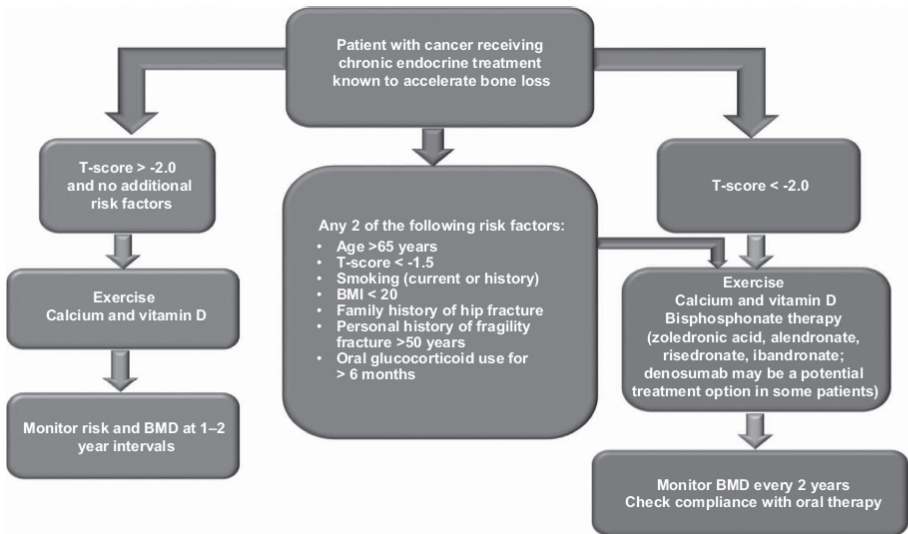 Patient with cancer receiving
chronic endocrine treatment
known to accelerate bone loss
T-score > -2.0
and no additional
risk factors
Exercise
Calcium and vitamin D
Monitor risk and BMD at 1–2
year intervals
Any 2 of the following risk factors:
• Age >65 years
• T-score < -1.5
• Smoking (current or history)
• BMI < 20
• Family history of hip fracture
• Personal history of fragility
fracture >50 years
• Oral glucocorticoid use for
> 6 months
T-score < -2.0
Exercise
Calcium and vitamin D
Bisphosphonate therapy
(zoledronic acid, alendronate,
risedronate, ibandronate;
denosumab may be a potential
treatment option in some patients)
Monitor BMD every 2 years
Check compliance with oral therapy